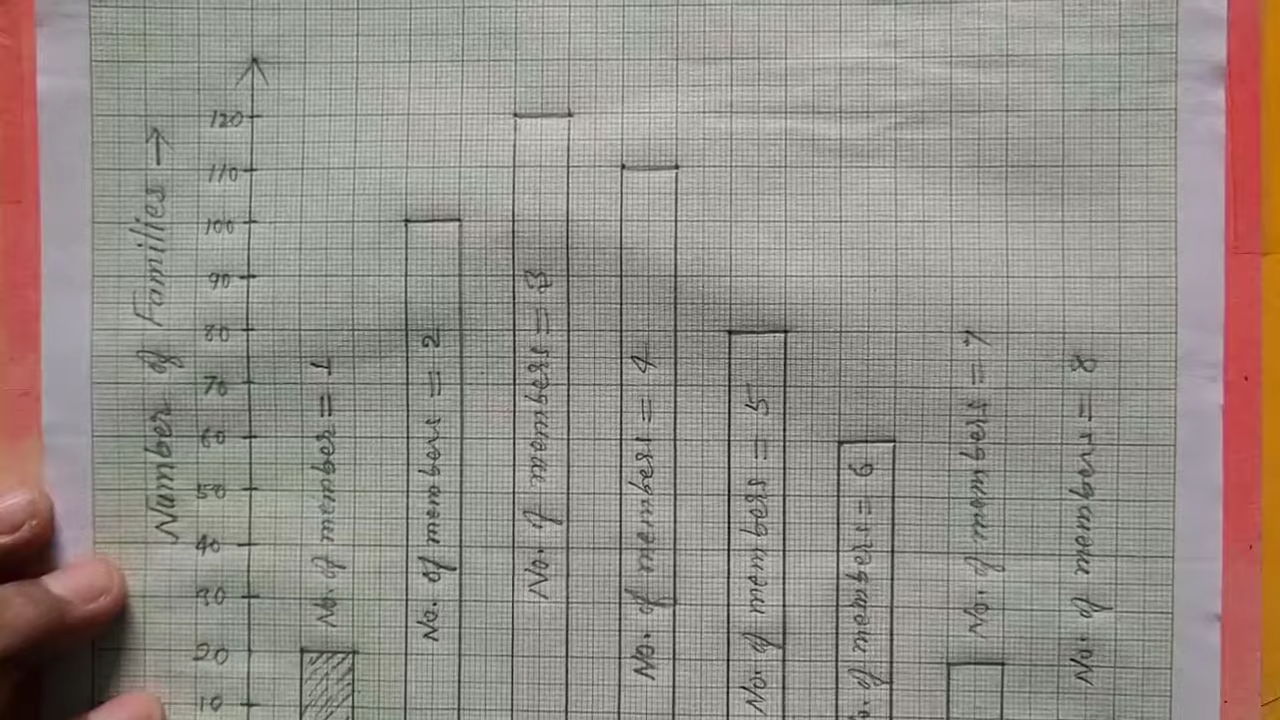 Number of Families →
120
110
100
90
80
70
60
50
40
30
20
10
No. of member = 1
No. of members = 2
No. of members = 3
No. of members = 4
No. of members = 5
No. of members = 6
No. of members = 7
No. of members = 8